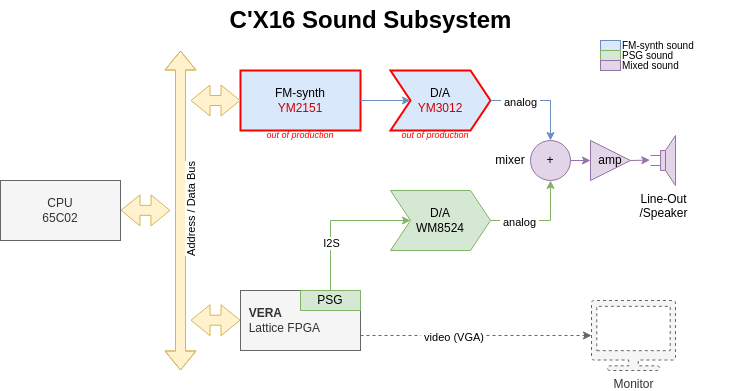 C'X16 Sound Subsystem
FM-synth sound
PSG sound
Mixed sound
FM-synth
YM2151
out of production
D/A
YM3012
out of production
analog
mixer
+
amp
Line-Out
/Speaker
CPU
65C02
Address / Data Bus
D/A
WM8524
analog
I2S
PSG
VERA
Lattice FPGA
video (VGA)
Monitor